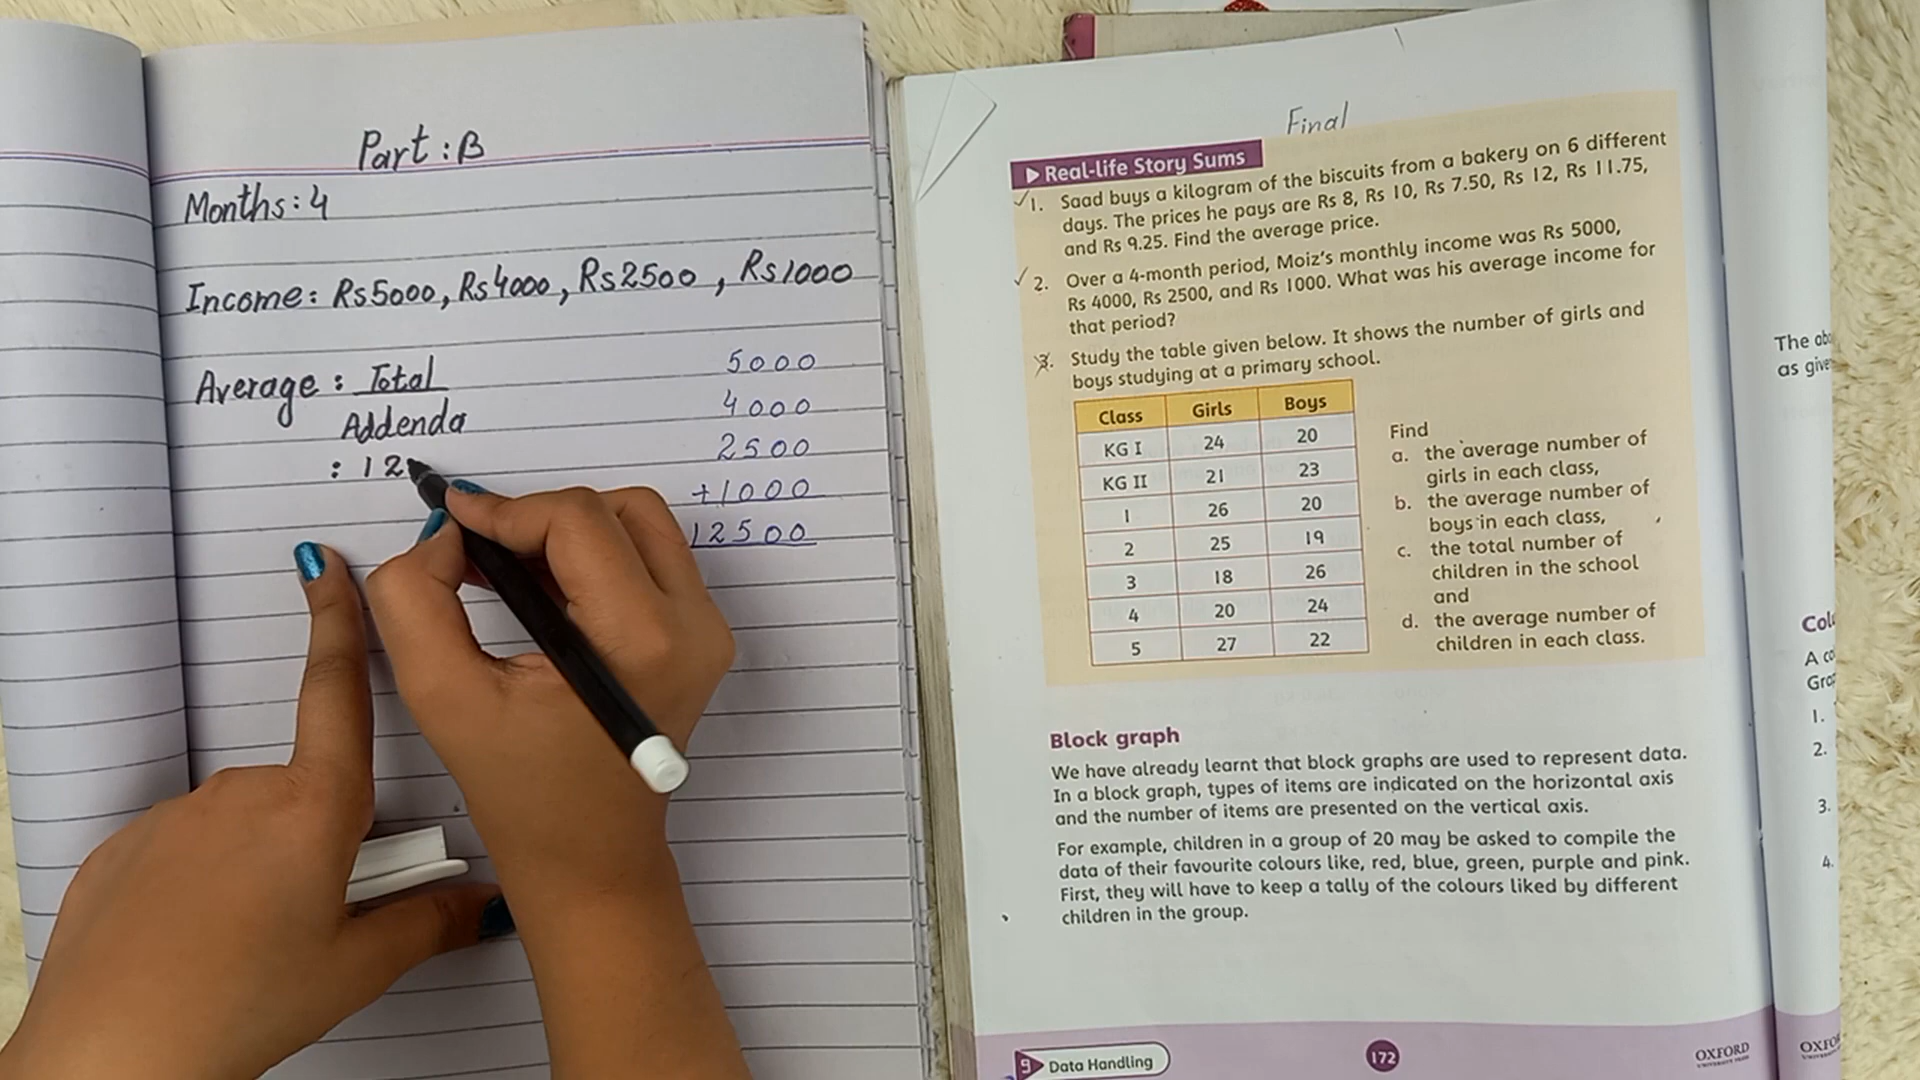 Part : B
Months : 4
Income : Rs5000, Rs4000, Rs2500, Rs1000
Average : Total
Addenda
: 12
5000
4000
2500
+1000
12500
Final
Real-life Story Sums
1. Saad buys a kilogram of the biscuits from a bakery on 6 different
days. The prices he pays are Rs 8, Rs 10, Rs 7.50, Rs 12, Rs 11.75,
and Rs 9.25. Find the average price.
2. Over a 4-month period, Moiz's monthly income was Rs 5000,
Rs 4000, Rs 2500, and Rs 1000. What was his average income for
that period?
3. Study the table given below. It shows the number of girls and
boys studying at a primary school.
Class Girls Boys
KG I 24 20
KG II 21 23
1 26 20
2 25 19
3 18 26
4 20 24
5 27 22
Find
a. the average number of
girls in each class,
b. the average number of
boys in each class,
c. the total number of
children in the school
and
d. the average number of
children in each class.
Block graph
We have already learnt that block graphs are used to represent data.
In a block graph, types of items are indicated on the horizontal axis
and the number of items are presented on the vertical axis.
For example, children in a group of 20 may be asked to compile the
data of their favourite colours like, red, blue, green, purple and pink.
First, they will have to keep a tally of the colours liked by different
children in the group.
9 Data Handling
172
OXFORD
The
as
A
1.
2.
3.
4.